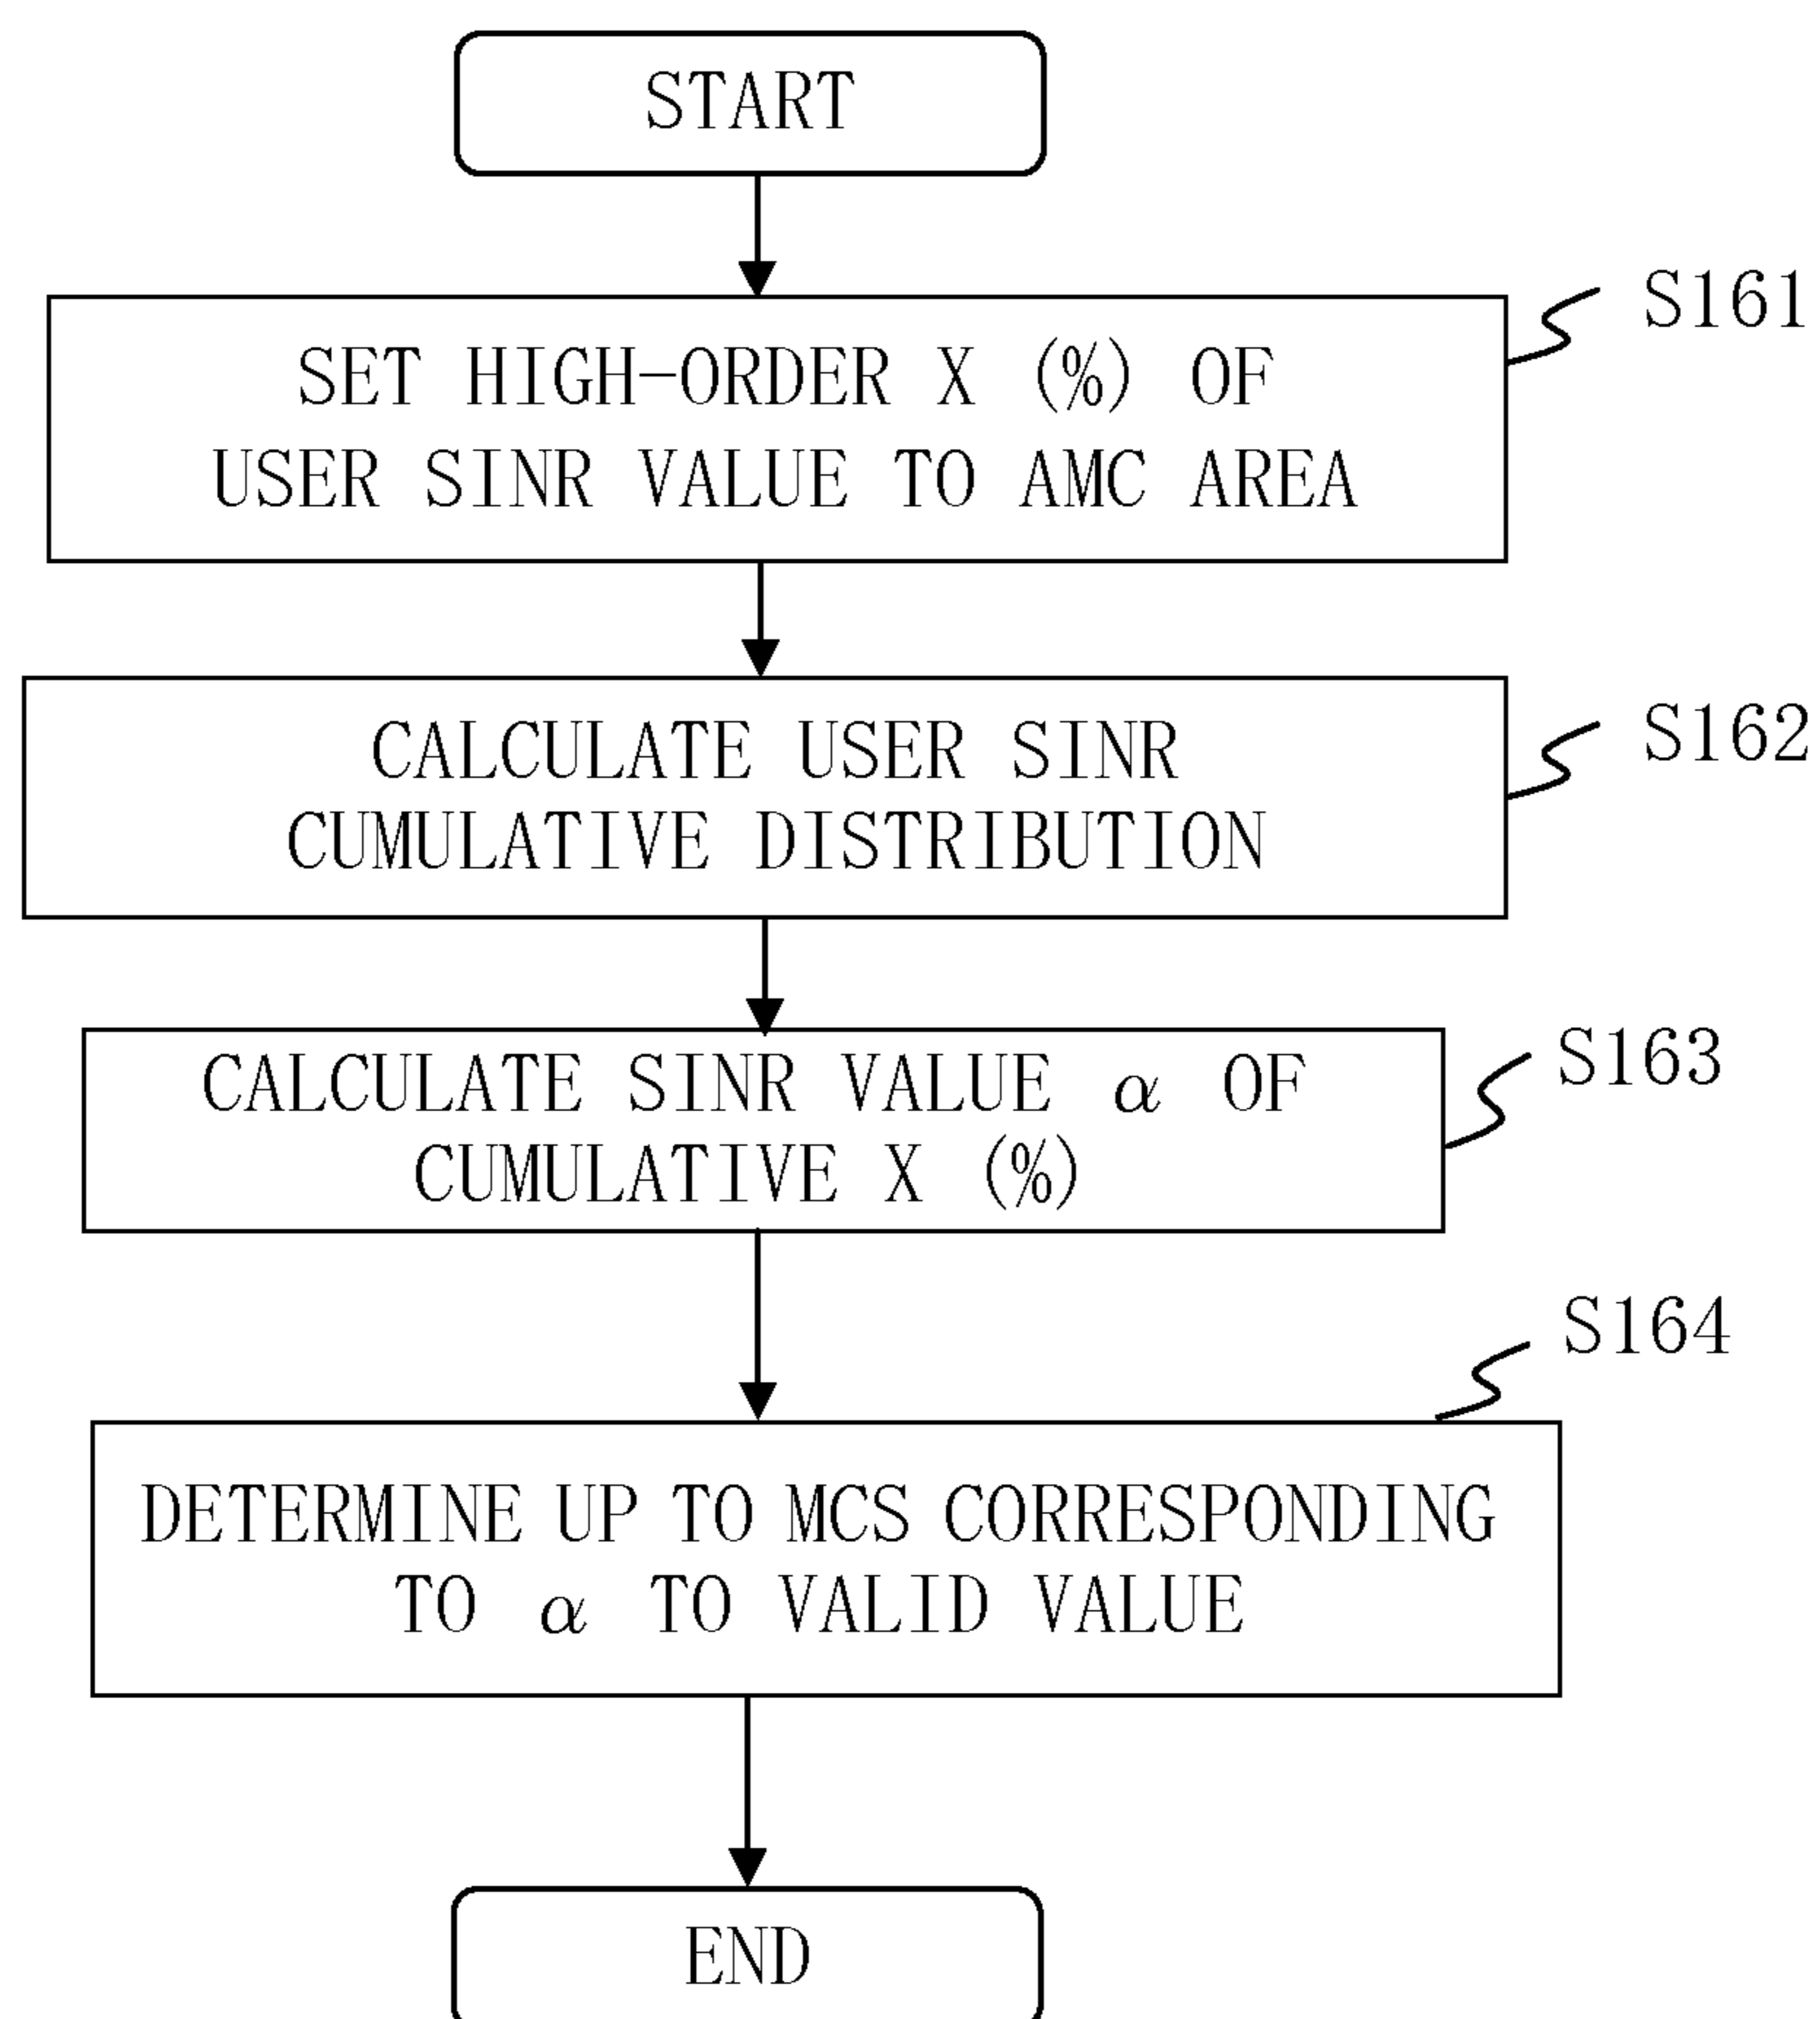 START
S161
SET HIGH-ORDER X (%) OF
USER SINR VALUE TO AMC AREA
S162
CALCULATE USER SINR
CUMULATIVE DISTRIBUTION
S163
CALCULATE SINR VALUE α OF
CUMULATIVE X (%)
S164
DETERMINE UP TO MCS CORRESPONDING
TO α TO VALID VALUE
END